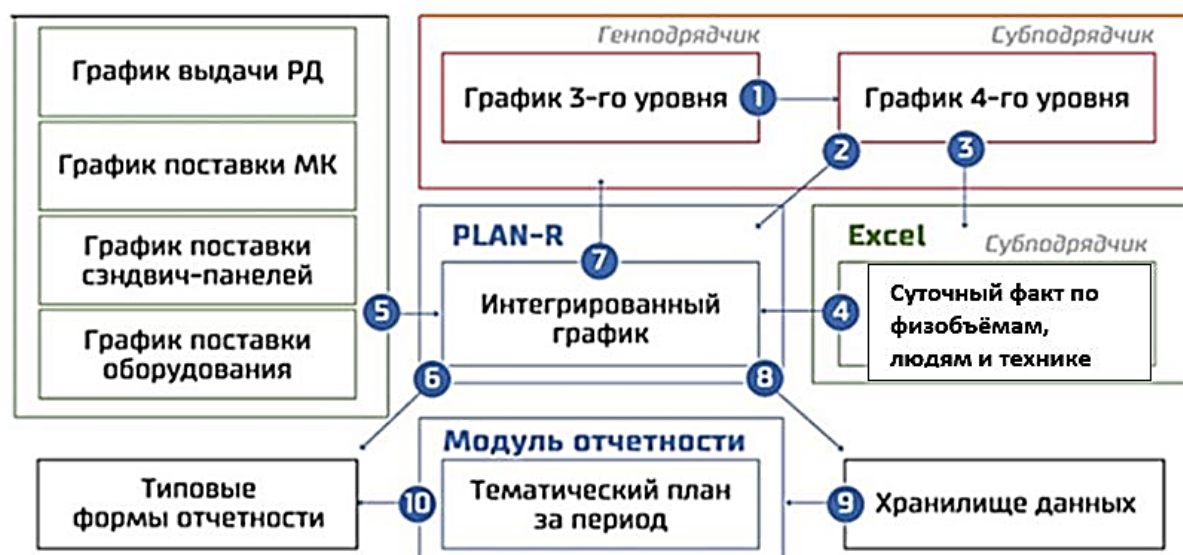 График выдачи РД
График поставки МК
График поставки
сэндвич-панелей
График поставки
оборудования
Генподрядчик
Субподрядчик
График 3-го уровня
1
График 4-го уровня
2
3
PLAN-R
7
Интегрированный
график
5
6
8
Excel
Субподрядчик
4
Суточный факт по
физобъёмам,
людям и технике
Типовые
формы отчетности
10
Модуль отчетности
Тематический план
за период
9
Хранилище данных